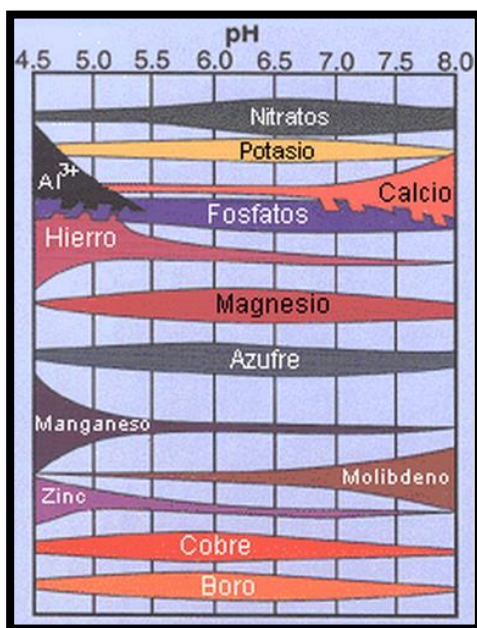 pH
4.5 5.0 5.5 6.0 6.5 7.0 7.5 8.0
Nitratos
Potasio
Al3+
Calcio
Fosfatos
Hierro
Magnesio
Azufre
Manganeso
Molibdeno
Zinc
Cobre
Boro